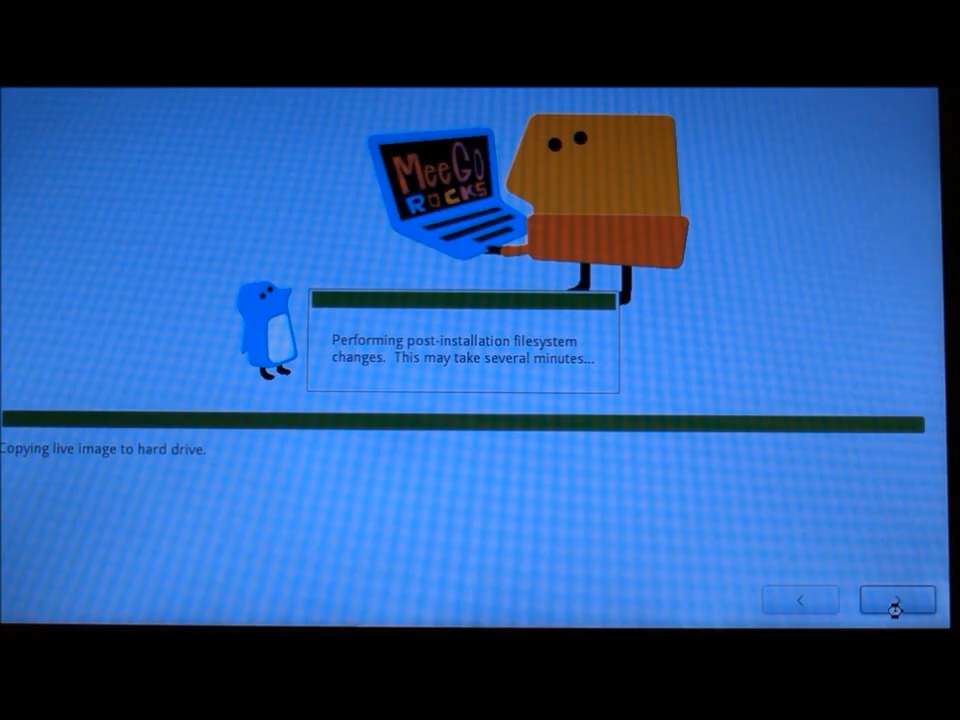 MeeGo
ROCKS
Performing post-installation filesystem
changes.  This may take several minutes...
Copying live image to hard drive.